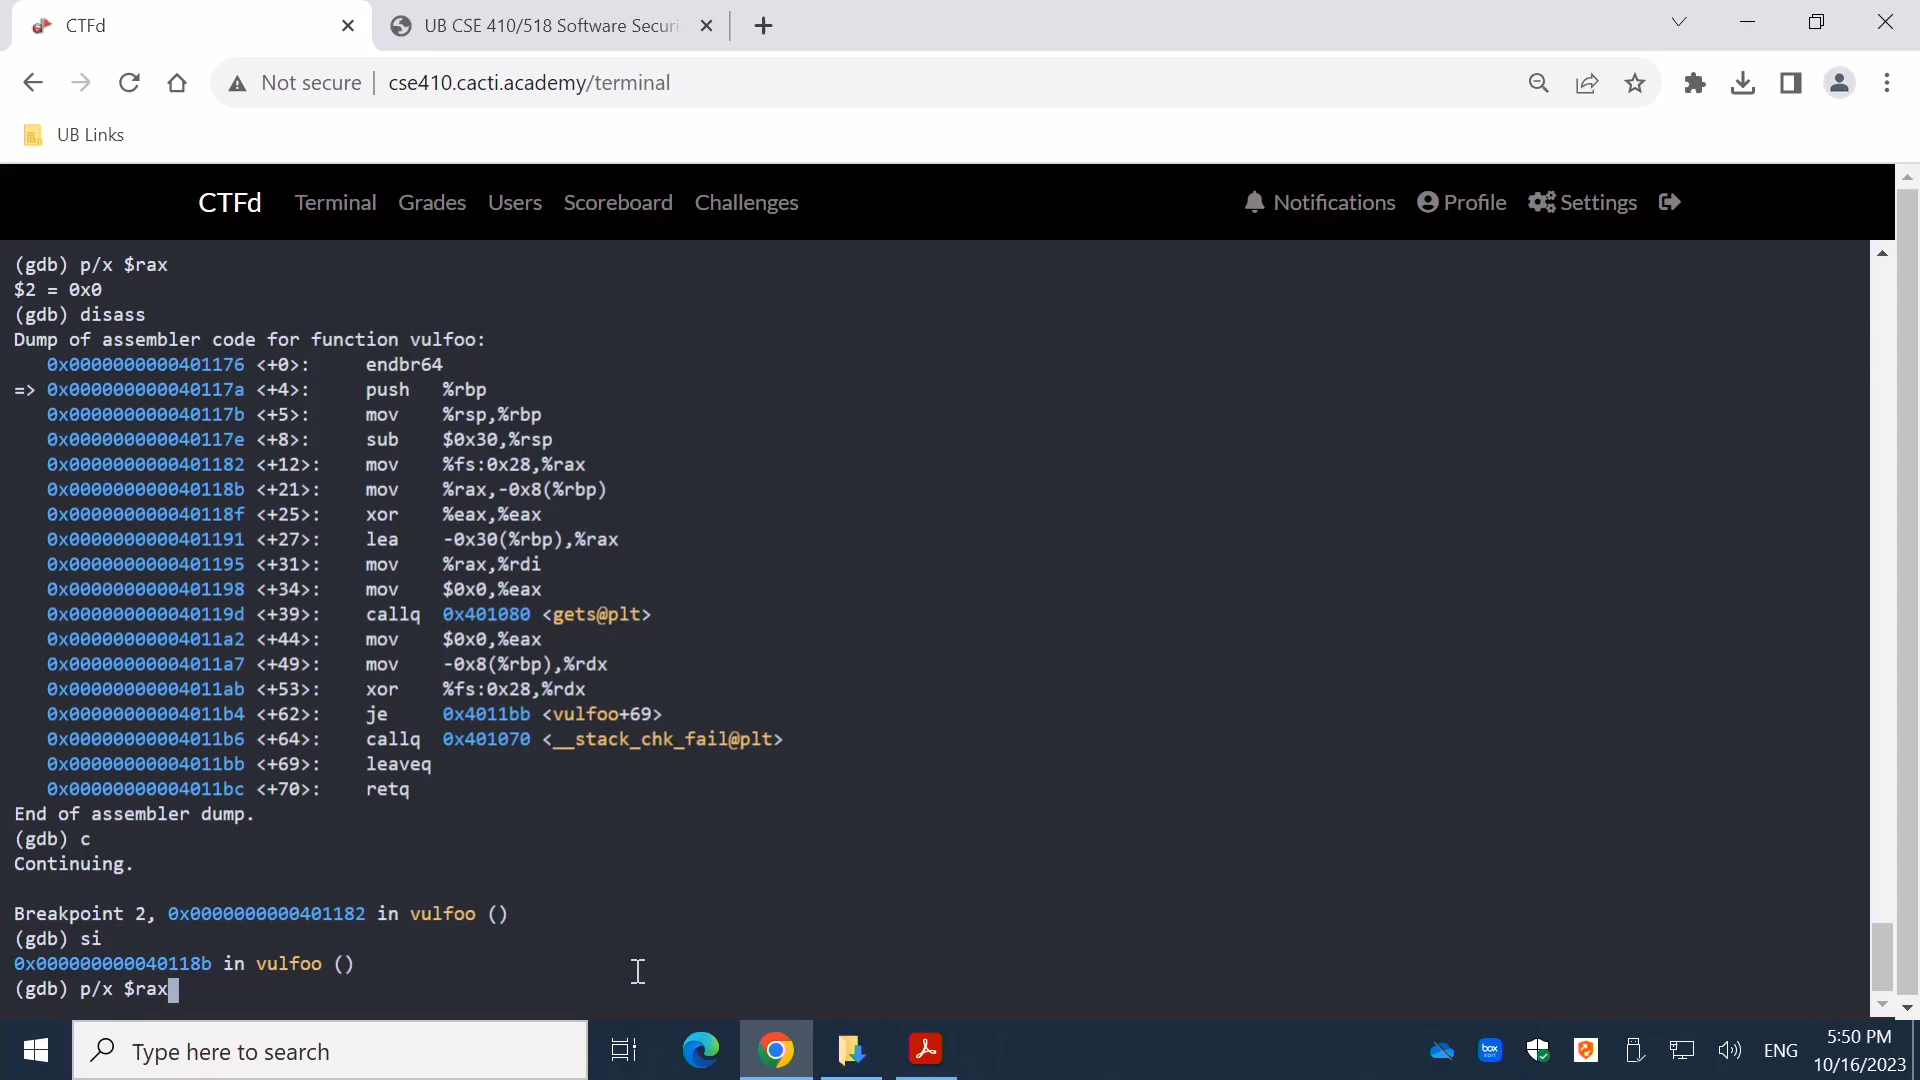 CTFd
UB CSE 410/518 Software Securi
Not secure
cse410.cacti.academy/terminal
UB Links
CTFd Terminal Grades Users Scoreboard Challenges Notifications Profile Settings
(gdb) p/x $rax
$2 = 0x0
(gdb) disass
Dump of assembler code for function vulfoo:
0x0000000000401176 <+0>: endbr64
=> 0x000000000040117a <+4>: push %rbp
0x000000000040117b <+5>: mov %rsp,%rbp
0x000000000040117e <+8>: sub $0x30,%rsp
0x0000000000401182 <+12>: mov %fs:0x28,%rax
0x000000000040118b <+21>: mov %rax,-0x8(%rbp)
0x000000000040118f <+25>: xor %eax,%eax
0x0000000000401191 <+27>: lea -0x30(%rbp),%rax
0x0000000000401195 <+31>: mov %rax,%rdi
0x0000000000401198 <+34>: mov $0x0,%eax
0x000000000040119d <+39>: callq 0x401080 <gets@plt>
0x00000000004011a2 <+44>: mov $0x0,%eax
0x00000000004011a7 <+49>: mov -0x8(%rbp),%rdx
0x00000000004011ab <+53>: xor %fs:0x28,%rdx
0x00000000004011b4 <+62>: je 0x4011bb <vulfoo+69>
0x00000000004011b6 <+64>: callq 0x401070 <__stack_chk_fail@plt>
0x00000000004011bb <+69>: leaveq
0x00000000004011bc <+70>: retq
End of assembler dump.
(gdb) c
Continuing.
Breakpoint 2, 0x0000000000401182 in vulfoo ()
(gdb) si
0x000000000040118b in vulfoo ()
(gdb) p/x $rax
Type here to search
box
EDIT
ENG
5:50 PM
10/16/2023